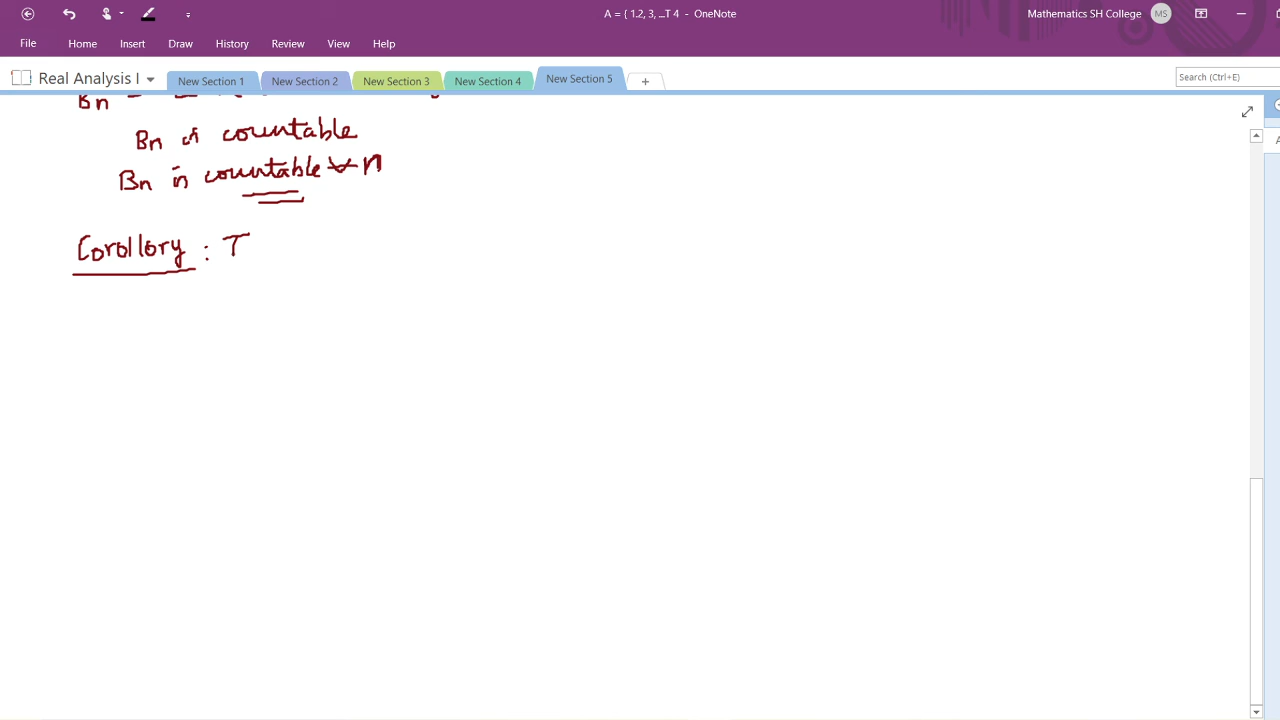 A = { 1.2, 3, ...T 4 - OneNote
Mathematics SH College MS
File Home Insert Draw History Review View Help
Real Analysis I New Section 1 New Section 2 New Section 3 New Section 4 New Section 5 + Search (Ctrl+E)
Bn
Bn is countable
Bn is countable ∀ n
Corollory : T